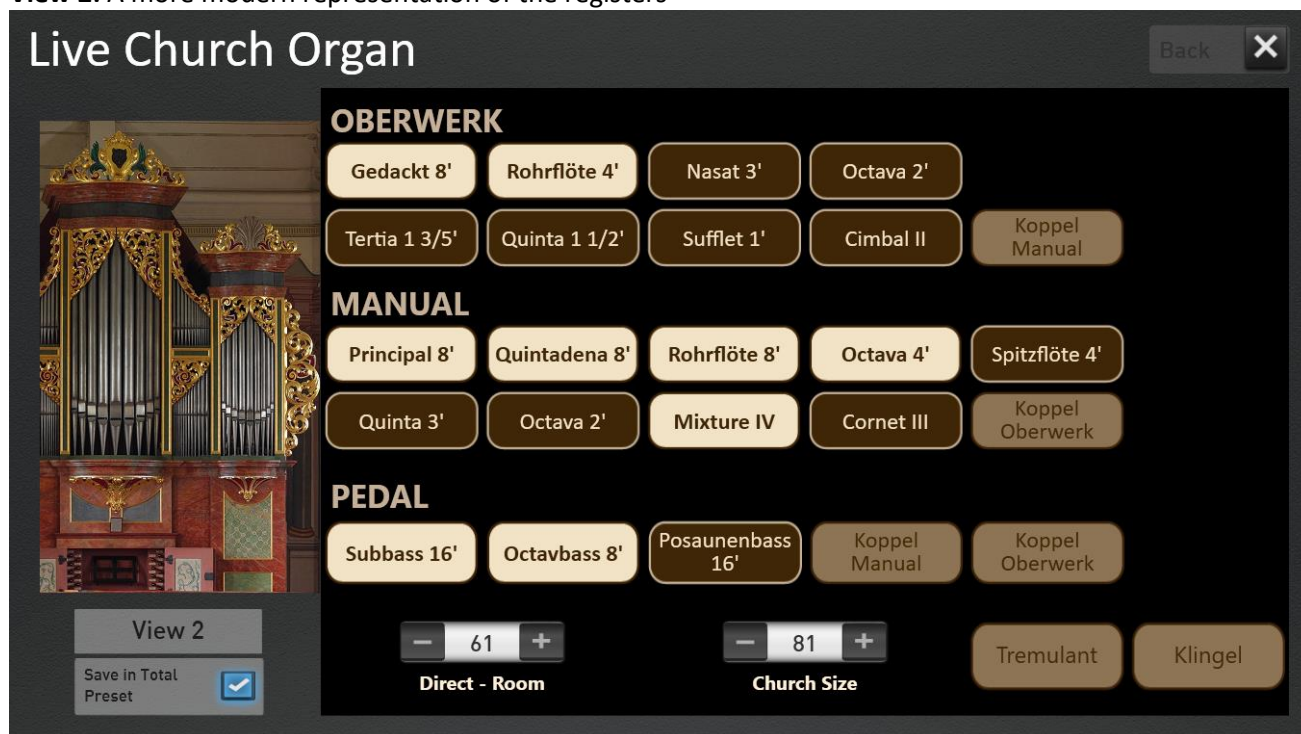 View 2: A more modern representation of the registers
Live Church Organ
Back
OBERWERK
Gedackt 8' Rohrflöte 4' Nasat 3' Octava 2'
Tertia 1 3/5' Quinta 1 1/2' Sufflet 1' Cimbal II Koppel
Manual
MANUAL
Principal 8' Quintadena 8' Rohrflöte 8' Octava 4' Spitzflöte 4'
Quinta 3' Octava 2' Mixture IV Cornet III Koppel
Oberwerk
PEDAL
Subbass 16' Octavbass 8' Posaunenbass
16'
Koppel
Manual
Koppel
Oberwerk
View 2
Save in Total
Preset
− 61 +
Direct - Room
− 81 +
Church Size
Tremulant
Klingel